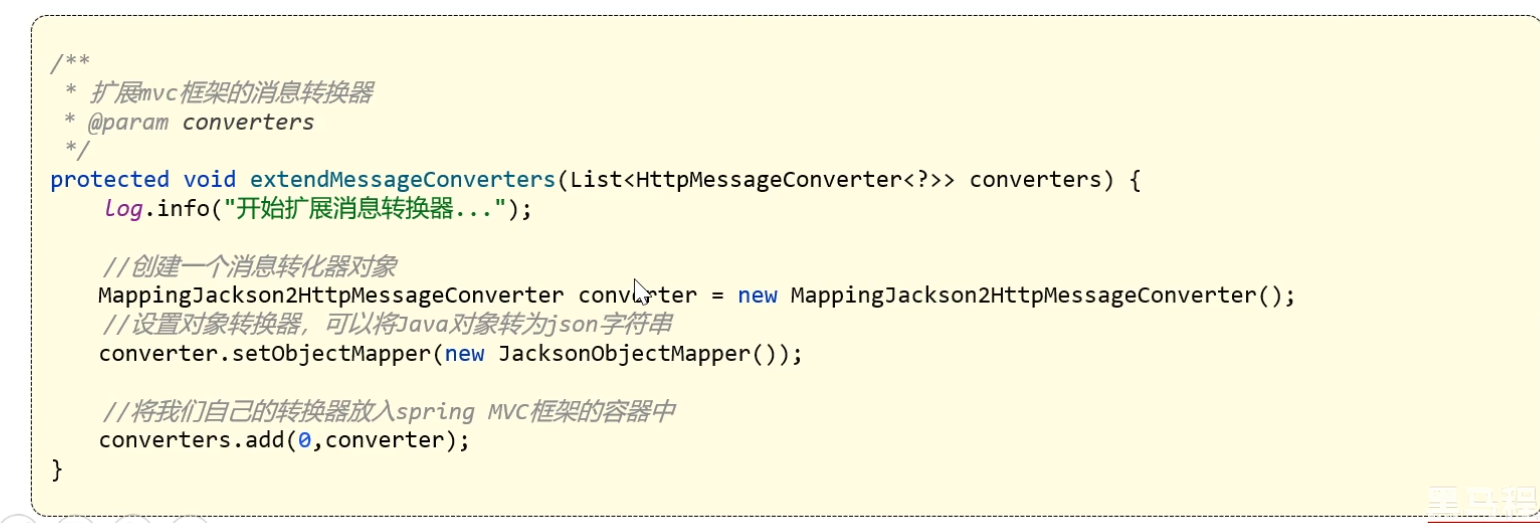 /**
* 扩展mvc框架的消息转换器
* @param converters
*/
protected void extendMessageConverters(List<HttpMessageConverter<?>> converters) {
log.info("开始扩展消息转换器...");
//创建一个消息转化器对象
MappingJackson2HttpMessageConverter converter = new MappingJackson2HttpMessageConverter();
//设置对象转换器，可以将Java对象转为json字符串
converter.setObjectMapper(new JacksonObjectMapper());
//将我们自己的转换器放入spring MVC框架的容器中
converters.add(0,converter);
}
黑马程